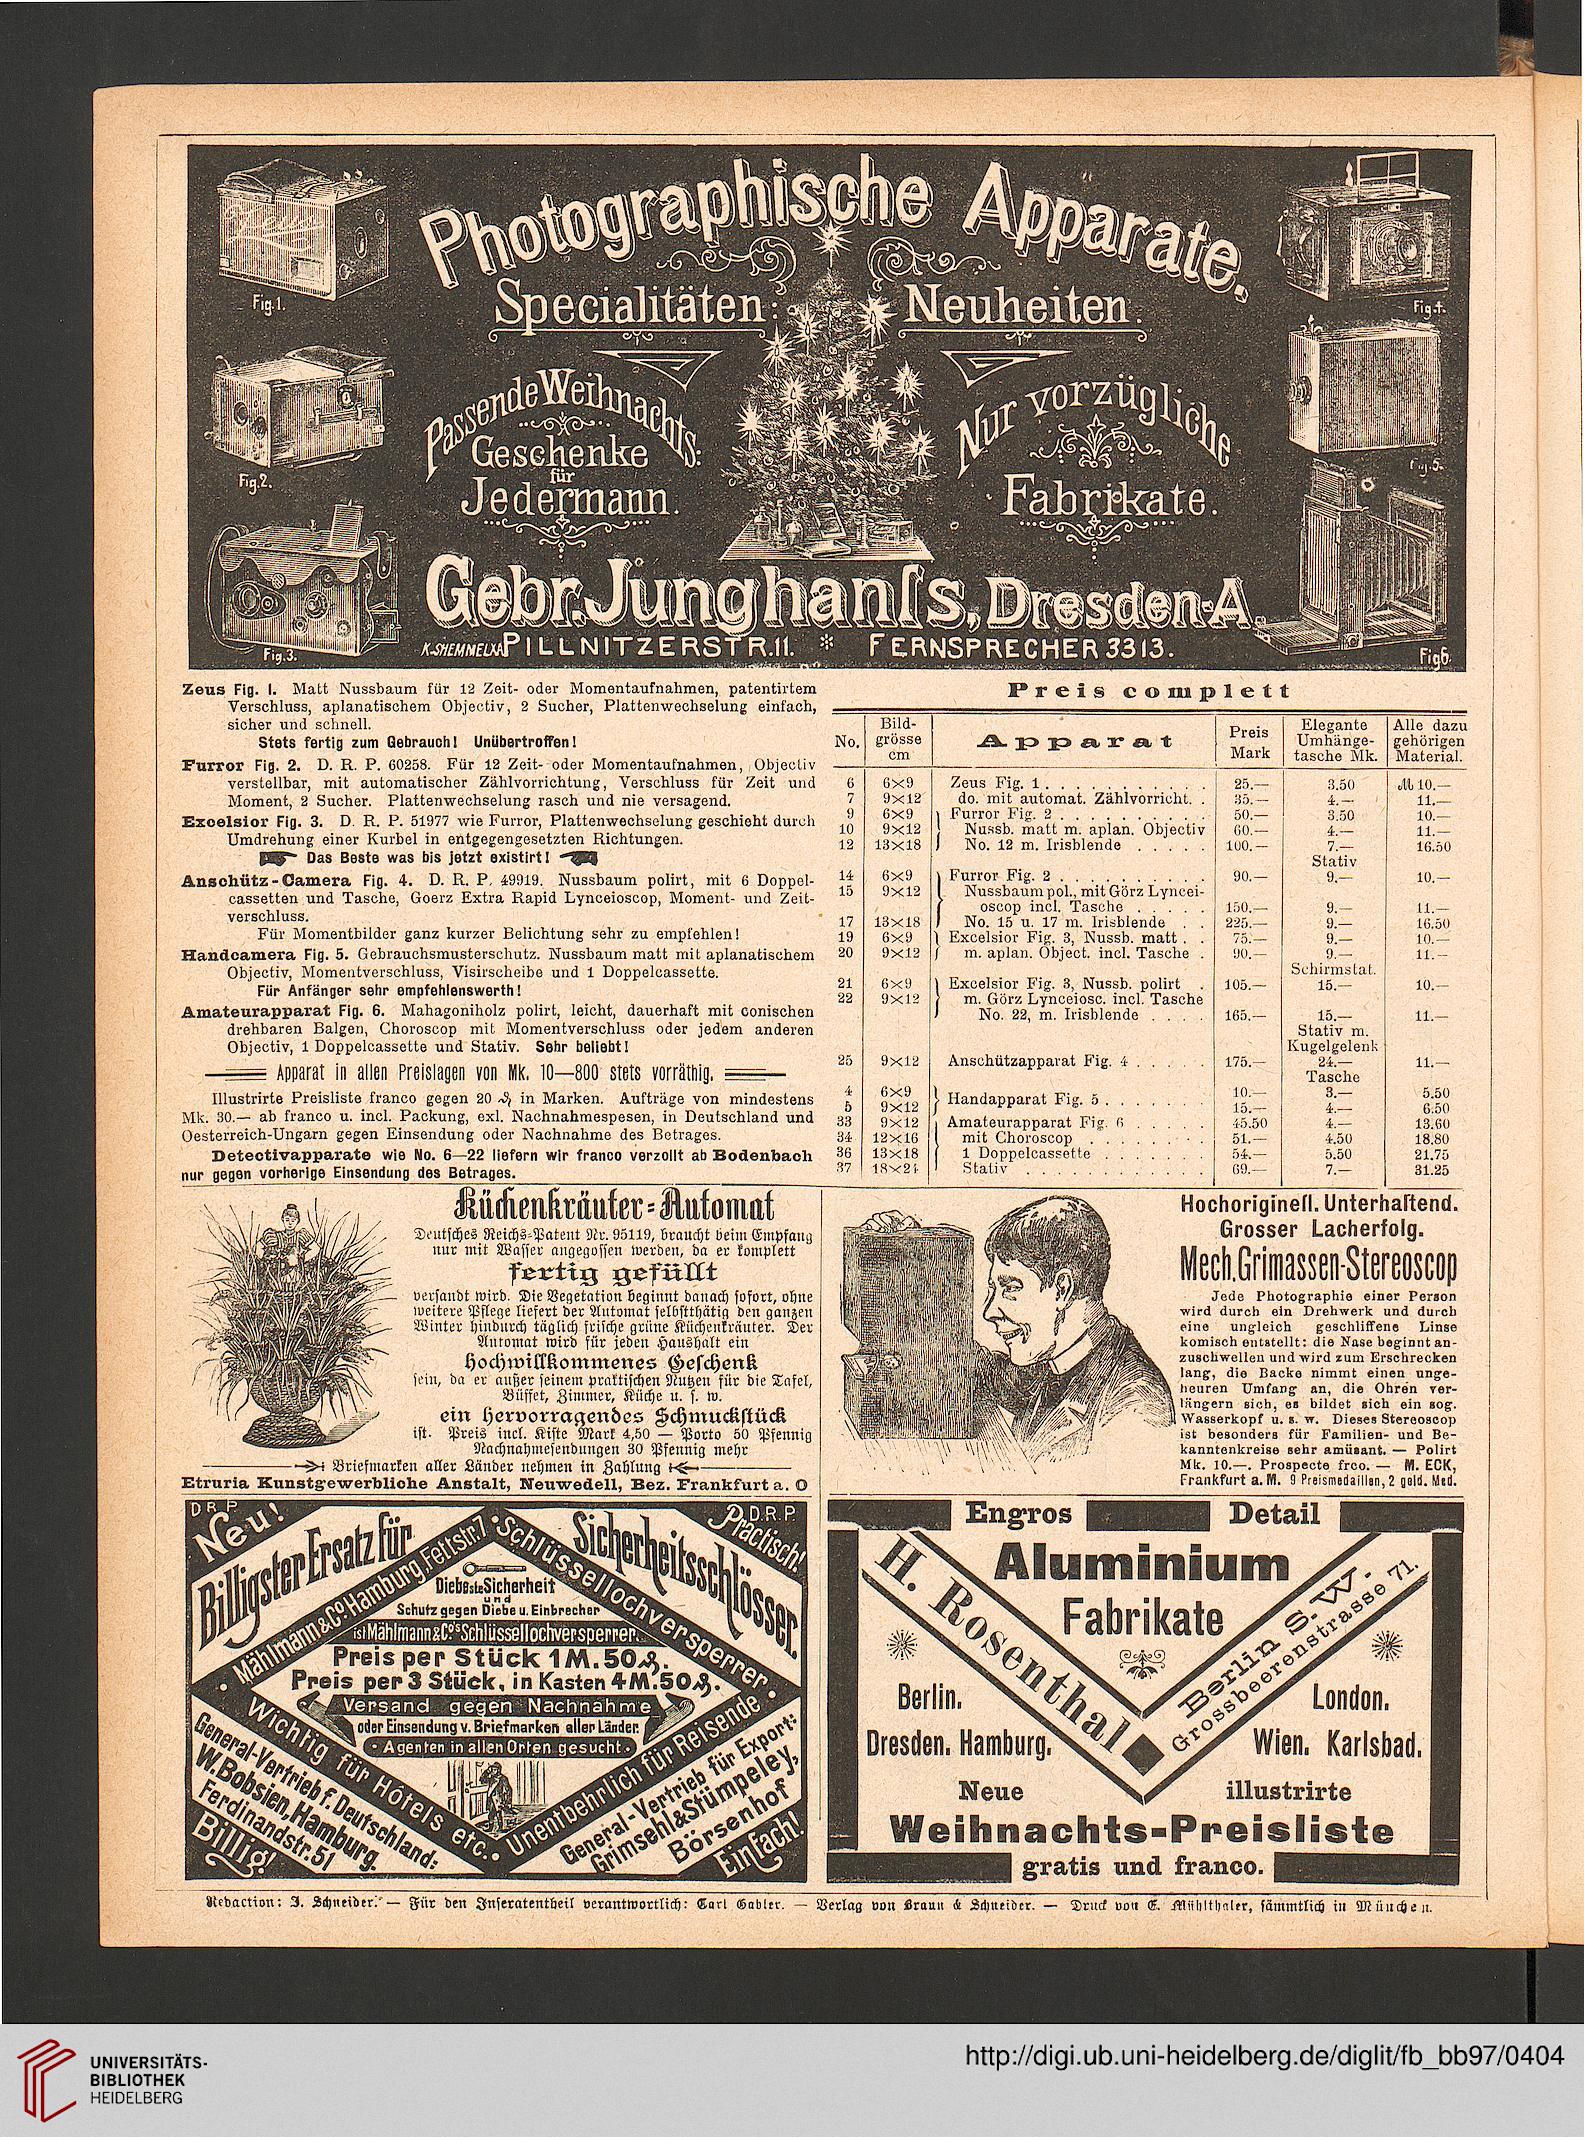 Photographische Apparate.
Specialitäten: Neuheiten.
Passende Weihnachts:
Geschenke
für
Jedermann.
Nur vorzügliche
Fabrikate.
Fig.1.
Fig.2.
Fig.3.
Fig.4.
Fig.5.
Fig6
Gebr. Junghanſs, Dresden-A
PILLNITZERSTR.11. * FERNSPRECHER 3313.
Zeus Fig. 1. Matt Nussbaum für 12 Zeit- oder Momentaufnahmen, patentirtem
Verschluss, aplanatischem Objectiv, 2 Sucher, Plattenwechselung einfach,
sicher und schnell.
Stets fertig zum Gebrauch! Unübertroffen!
Furror Fig. 2. D. R. P. 60258. Für 12 Zeit- oder Momentaufnahmen, Objectiv
verstellbar, mit automatischer Zählvorrichtung, Verschluss für Zeit und
Moment, 2 Sucher. Plattenwechselung rasch und nie versagend.
Excelsior Fig. 3. D. R. P. 51977 wie Furror, Plattenwechselung geschieht durch
Umdrehung einer Kurbel in entgegengesetzten Richtungen.
Das Beste was bis jetzt existirt!
Anschütz-Camera Fig. 4. D. R. P. 49919. Nussbaum polirt, mit 6 Doppel-
cassetten und Tasche, Goerz Extra Rapid Lynceioscop, Moment- und Zeit-
verschluss.
Für Momentbilder ganz kurzer Belichtung sehr zu empfehlen!
Handcamera Fig. 5. Gebrauchsmusterschutz. Nussbaum matt mit aplanatischem
Objectiv, Momentverschluss, Visirscheibe und 1 Doppelcassette.
Für Anfänger sehr empfehlenswerth!
Amateurapparat Fig. 6. Mahagoniholz polirt, leicht, dauerhaft mit conischen
drehbaren Balgen, Choroscop mit Momentverschluss oder jedem anderen
Objectiv, 1 Doppelcassette und Stativ. Sehr beliebt!
Apparat in allen Preislagen von Mk. 10—800 stets vorräthig.
Illustrirte Preisliste franco gegen 20 ₰ in Marken. Aufträge von mindestens
Mk. 30.— ab franco u. incl. Packung, exl. Nachnahmespesen, in Deutschland und
Oesterreich-Ungarn gegen Einsendung oder Nachnahme des Betrages.
Detectivapparate wie No. 6—22 liefern wir franco verzollt ab Bodenbach
nur gegen vorherige Einsendung des Betrages.
Preis complett
No. Bild-grösse cm Apparat Preis Mark Elegante Umhänge-tasche Mk. Alle dazu gehörigen Material.
6 6×9 Zeus Fig. 1 . . . . . . . . . . 25.— 3.50 ℳ 10.—
7 9×12 do. mit automat. Zählvorricht. . 35.— 4.— 11.—
9 6×9 Furror Fig. 2 . . . . . . . . . 50.— 3.50 10.—
10 9×12 Nussb. matt m. aplan. Objectiv 60.— 4.— 11.—
12 13×18 No. 12 m. Irisblende . . . . . 100.— 7.— 16.50
Stativ
14 6×9 Furror Fig. 2 . . . . . . . . . 90.— 9.— 10.—
15 9×12 Nussbaum pol., mit Görz Lyncei-
oscop incl. Tasche . . . . . 150.— 9.— 11.—
17 13×18 No. 15 u. 17 m. Irisblende . . 225.— 9.— 16.50
19 6×9 Excelsior Fig. 3, Nussb. matt . . 75.— 9.— 10.—
20 9×12 m. aplan. Object. incl. Tasche . 90.— 9.— 11.—
Schirmstat.
21 6×9 Excelsior Fig. 3, Nussb. polirt . 105.— 15.— 10.—
22 9×12 m. Görz Lynceiosc. incl. Tasche
No. 22, m. Irisblende . . . . 165.— 15.— 11.—
Stativ m.
Kugelgelenk
25 9×12 Anschützapparat Fig. 4 . . . . . 175.— 24.— 11.—
Tasche
4 6×9 Handapparat Fig. 5 . . . . . . . 10.— 3.— 5.50
5 9×12 15.— 4.— 6.50
33 9×12 Amateurapparat Fig. 6 . . . . . 45.50 4.— 13.60
34 12×16 mit Choroscop . . . . . . . . 51.— 4.50 18.80
36 13×18 1 Doppelcassette . . . . . . . 54.— 5.50 21.75
37 18×24 Stativ . . . . . . . . . . . . 69.— 7.— 31.25
Küchenkräuter-Automat
Deutsches Reichs-Patent Nr. 95119, braucht beim Empfang
nur mit Wasser angegossen werden, da er komplett
fertig gefüllt
versandt wird. Die Vegetation beginnt danach sofort, ohne
weitere Pflege liefert der Automat selbstthätig den ganzen
Winter hindurch täglich frische grüne Küchenkräuter. Der
Automat wird für jeden Haushalt ein
hochwillkommenes Geschenk
sein, da er außer seinem praktischen Nutzen für die Tafel,
Büffet, Zimmer, Küche u. s. w.
ein hervorragendes Schmuckstück
ist. Preis incl. Kiste Mark 4,50 — Porto 50 Pfennig
Nachnahmesendungen 30 Pfennig mehr
Briefmarken aller Länder nehmen in Zahlung
Etruria Kunstgewerbliche Anstalt, Neuwedell, Bez. Frankfurt a. O
Hochoriginell. Unterhaltend.
Grosser Lacherfolg.
Mech. Grimassen-Stereoscop
Jede Photographie einer Person
wird durch ein Drehwerk und durch
eine ungleich geschliffene Linse
komisch entstellt: die Nase beginnt an-
zuschwellen und wird zum Erschrecken
lang, die Backe nimmt einen unge-
heuren Umfang an, die Ohren ver-
längern sich, es bildet sich ein sog.
Wasserkopf u. s. w. Dieses Stereoscop
ist besonders für Familien- und Be-
kanntenkreise sehr amüsant. — Polirt
Mk. 10.—. Prospecte frco. — M. ECK,
Frankfurt a. M. 9 Preismedaillen, 2 gold. Med.
D.R.P. Neu!
D.R.P. Practisch!
Billigster Ersatz für Sicherheitsschlösser.
Mählmann & Co. Hamburg, Fettstr. 7
Schlüssellochversperrer.
Diebes Sicherheit
und
Schutz gegen Diebe u. Einbrecher
ist Mählmann & Co's Schlüssellochversperrer.
Preis per Stück 1 M. 50 ₰.
Preis per 3 Stück, in Kasten 4 M. 50 ₰.
Versand gegen Nachnahme
oder Einsendung v. Briefmarken aller Länder.
Agenten in allen Orten gesucht
Wichtig für Hôtels etc.
Unentbehrlich für Reisende
General-Vertrieb f. Deutschland:
W. Bobsien, Hamburg.
Ferdinandstr. 51
Billig!
General-Vertrieb für Export:
Grimsehl & Stümpeley,
Börsenhof
Einfach!
Engros Detail
Aluminium
Fabrikate
H. Rosenthal
Berlin S.W.
Grossbeerenstrasse 71.
Berlin. London.
Dresden. Hamburg. Wien. Karlsbad.
Neue illustrirte
Weihnachts-Preisliste
gratis und franco.
Redaction: J. Schneider. — Für den Inseratentheil verantwortlich: Carl Gabler. — Verlag von Braun & Schneider. — Druck von E. Mühlthaler, sämmtlich in München.
UNIVERSITÄTS-
BIBLIOTHEK
HEIDELBERG
http://digi.ub.uni-heidelberg.de/diglit/fb_bb97/0404